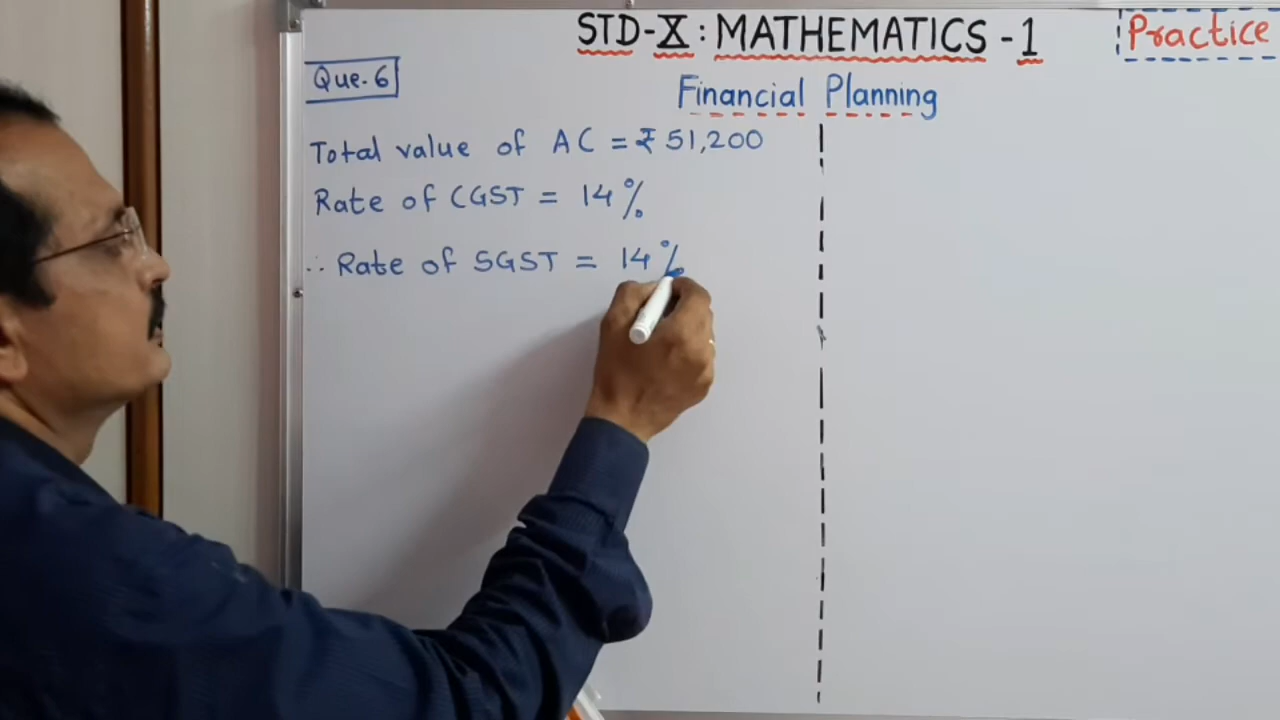 STD-X : MATHEMATICS - 1
Practice
Que. 6
Financial Planning
Total value of AC = ₹ 51,200
Rate of CGST = 14%
∴ Rate of SGST = 14%